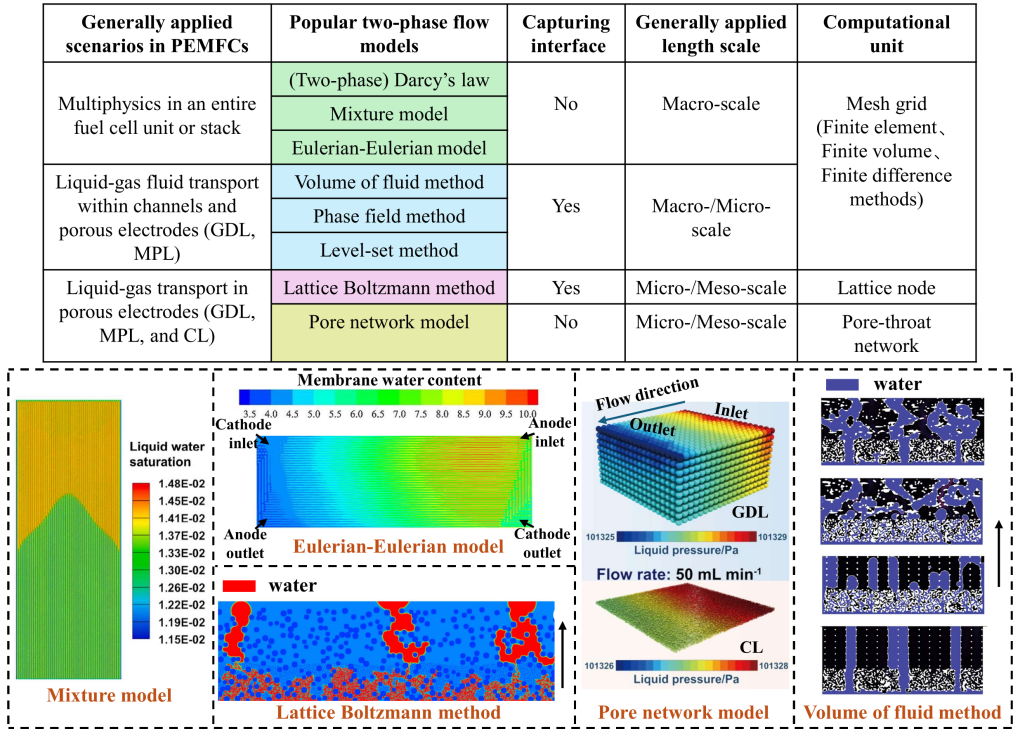 Generally applied
scenarios in PEMFCs
Popular two-phase flow
models
Capturing
interface
Generally applied
length scale
Computational
unit
Multiphysics in an entire
fuel cell unit or stack
(Two-phase) Darcy's law
Mixture model
Eulerian-Eulerian model
No
Macro-scale
Mesh grid
(Finite element、
Finite volume、
Finite difference
methods)
Liquid-gas fluid transport
within channels and
porous electrodes (GDL,
MPL)
Volume of fluid method
Phase field method
Level-set method
Yes
Macro-/Micro-
scale
Liquid-gas transport in
porous electrodes (GDL,
MPL, and CL)
Lattice Boltzmann method
Yes
Micro-/Meso-scale
Lattice node
Pore network model
No
Micro-/Meso-scale
Pore-throat
network
Liquid water
saturation
1.48E-02
1.45E-02
1.41E-02
1.37E-02
1.33E-02
1.30E-02
1.26E-02
1.22E-02
1.19E-02
1.15E-02
Mixture model
Membrane water content
3.5 4.0 4.5 5.0 5.5 6.0 6.5 7.0 7.5 8.0 8.5 9.0 9.5 10.0
Cathode
inlet
Anode
inlet
Anode
outlet
Cathode
outlet
Eulerian-Eulerian model
water
Lattice Boltzmann method
Flow direction
Inlet
Outlet
GDL
101325 101329
Liquid pressure/Pa
Flow rate: 50 mL min⁻¹
CL
101326 101328
Liquid pressure/Pa
Pore network model
water
Volume of fluid method